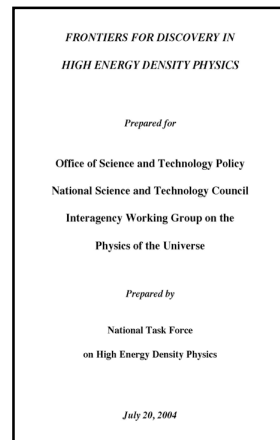 FRONTIERS FOR DISCOVERY IN
HIGH ENERGY DENSITY PHYSICS
Prepared for
Office of Science and Technology Policy
National Science and Technology Council
Interagency Working Group on the
Physics of the Universe
Prepared by
National Task Force
on High Energy Density Physics
July 20, 2004